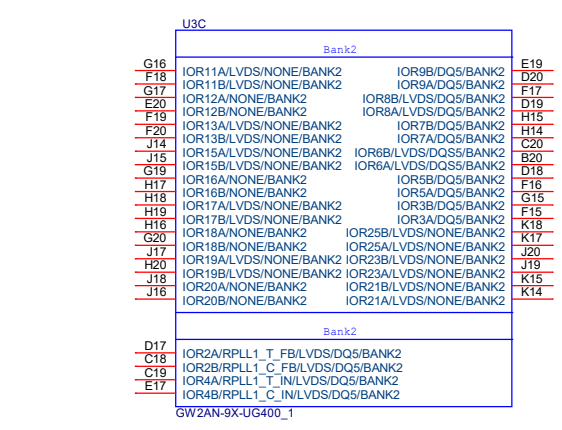 U3C
Bank2
G16 IOR11A/LVDS/NONE/BANK2 IOR9B/DQ5/BANK2 E19
F18 IOR11B/LVDS/NONE/BANK2 IOR9A/DQ5/BANK2 D20
G17 IOR12A/NONE/BANK2 IOR8B/LVDS/DQ5/BANK2 F17
E20 IOR12B/NONE/BANK2 IOR8A/LVDS/DQ5/BANK2 D19
F19 IOR13A/LVDS/NONE/BANK2 IOR7B/DQ5/BANK2 H15
F20 IOR13B/LVDS/NONE/BANK2 IOR7A/DQ5/BANK2 H14
J14 IOR15A/LVDS/NONE/BANK2 IOR6B/LVDS/DQS5/BANK2 C20
J15 IOR15B/LVDS/NONE/BANK2 IOR6A/LVDS/DQS5/BANK2 B20
G19 IOR16A/NONE/BANK2 IOR5B/DQ5/BANK2 D18
H17 IOR16B/NONE/BANK2 IOR5A/DQ5/BANK2 F16
H18 IOR17A/LVDS/NONE/BANK2 IOR3B/DQ5/BANK2 G15
H19 IOR17B/LVDS/NONE/BANK2 IOR3A/DQ5/BANK2 F15
H16 IOR18A/NONE/BANK2 IOR25B/LVDS/NONE/BANK2 K18
G20 IOR18B/NONE/BANK2 IOR25A/LVDS/NONE/BANK2 K17
J17 IOR19A/LVDS/NONE/BANK2 IOR23B/LVDS/NONE/BANK2 J20
H20 IOR19B/LVDS/NONE/BANK2 IOR23A/LVDS/NONE/BANK2 J19
J18 IOR20A/NONE/BANK2 IOR21B/LVDS/NONE/BANK2 K15
J16 IOR20B/NONE/BANK2 IOR21A/LVDS/NONE/BANK2 K14
Bank2
D17 IOR2A/RPLL1_T_FB/LVDS/DQ5/BANK2
C18 IOR2B/RPLL1_C_FB/LVDS/DQ5/BANK2
C19 IOR4A/RPLL1_T_IN/LVDS/DQ5/BANK2
E17 IOR4B/RPLL1_C_IN/LVDS/DQ5/BANK2
GW2AN-9X-UG400_1